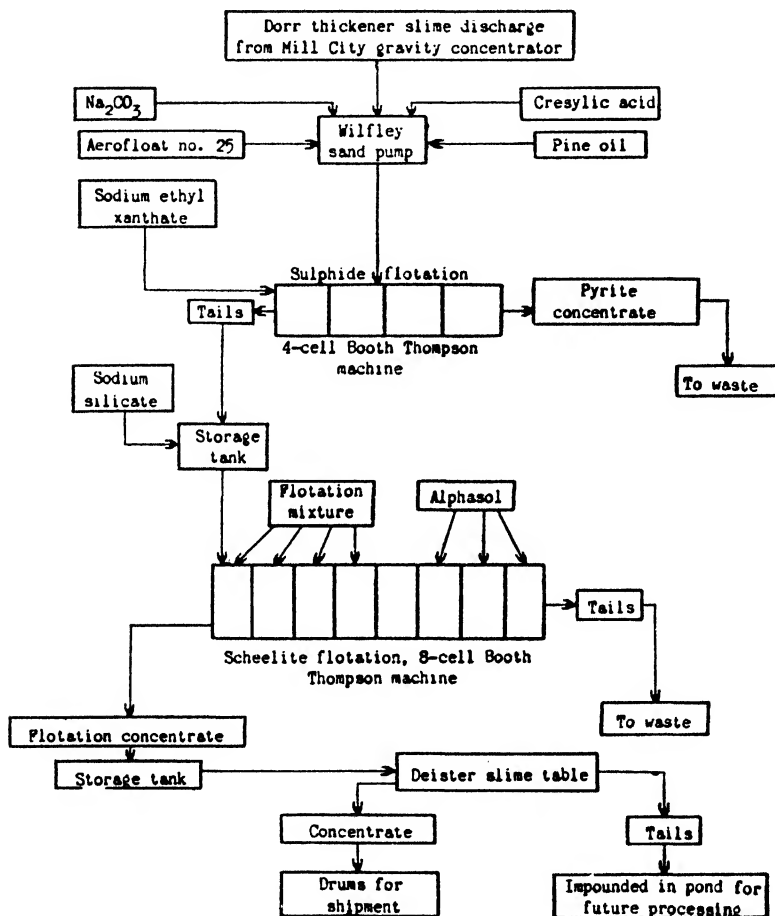 Dorr thickener slime discharge
from Mill City gravity concentrator
Na2CO3
Cresylic acid
Aerofloat no. 25
Wilfley
sand pump
Pine oil
Sodium ethyl
xanthate
Sulphide flotation
Tails
Pyrite
concentrate
4-cell Booth Thompson
machine
To waste
Sodium
silicate
Storage
tank
Flotation
mixture
Alphasol
Tails
Scheelite flotation, 8-cell Booth
Thompson machine
To waste
Flotation concentrate
Storage tank
Deister slime table
Concentrate
Tails
Drums for
shipment
Impounded in pond for
future processing